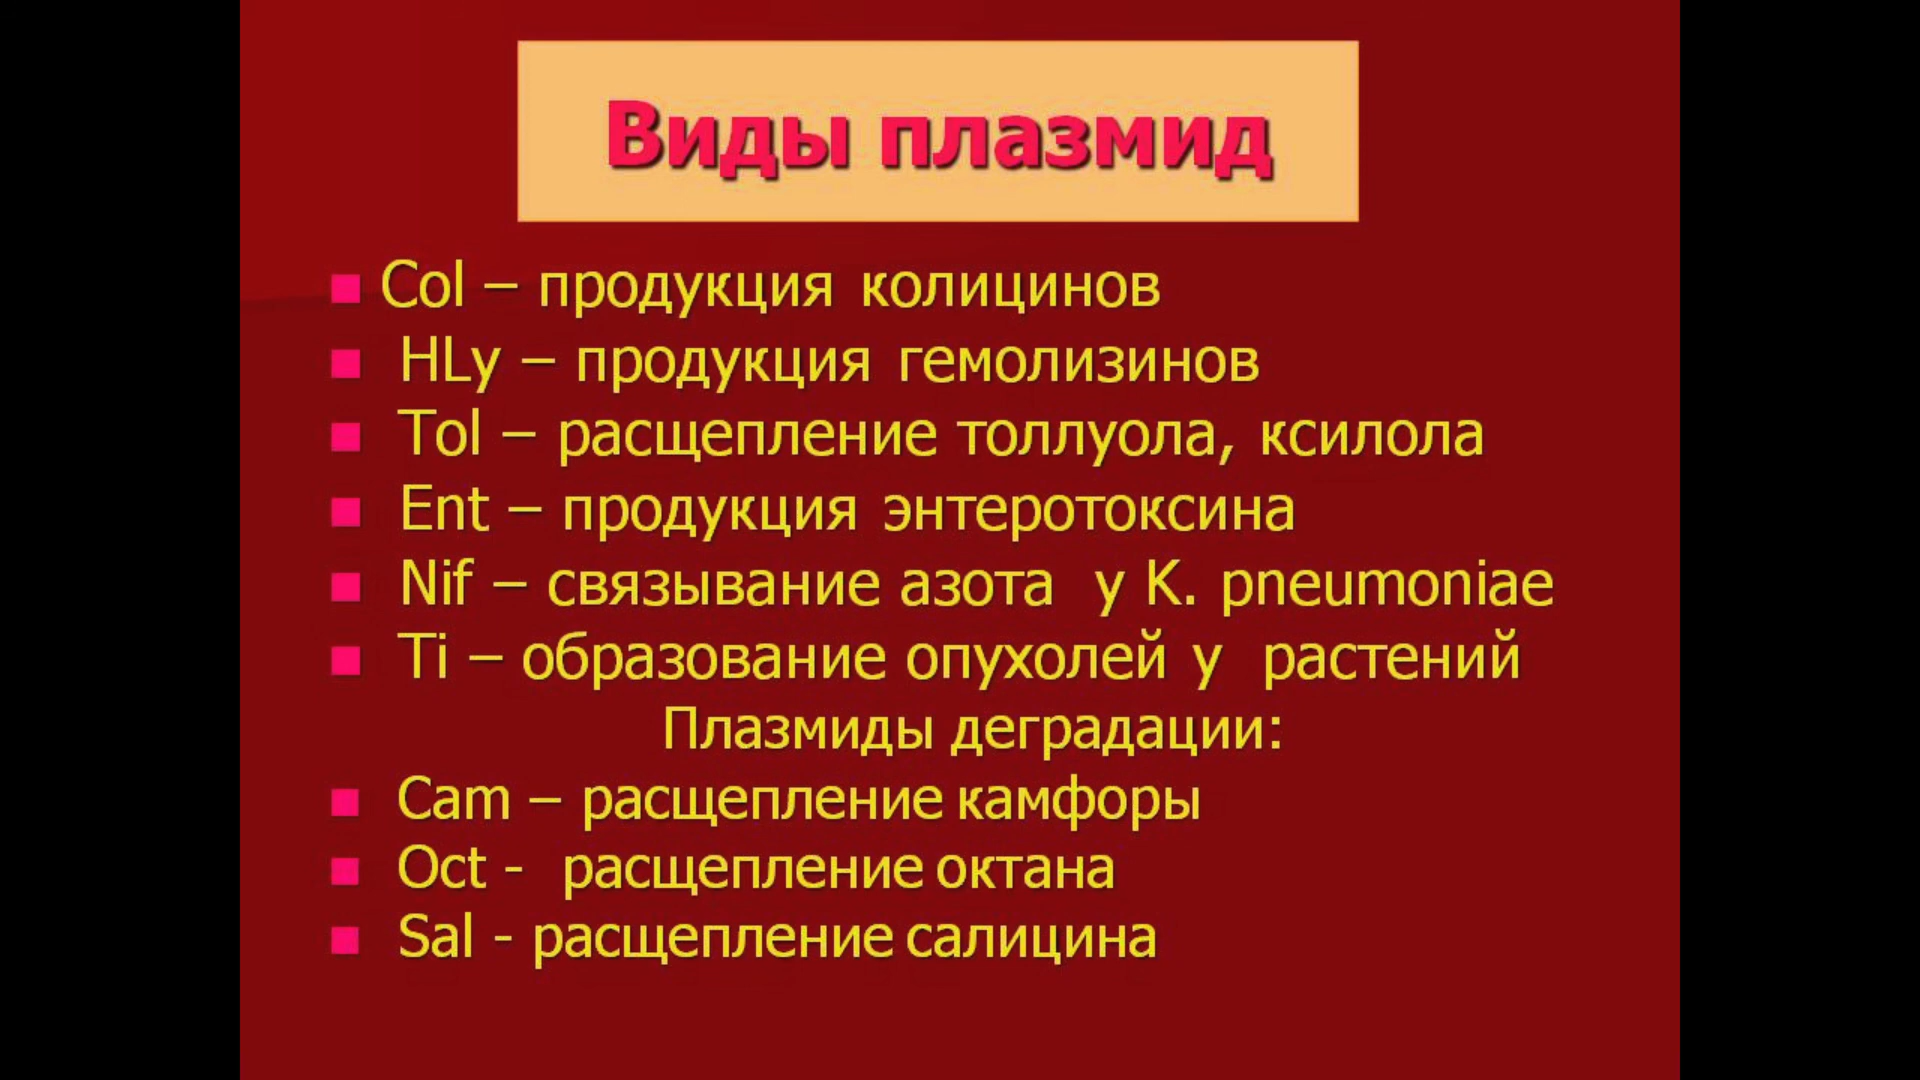 Виды плазмид
Col – продукция колицинов
HLy – продукция гемолизинов
Tol – расщепление толлуола, ксилола
Ent – продукция энтеротоксина
Nif – связывание азота у K. pneumoniae
Ti – образование опухолей у растений
Плазмиды деградации:
Cam – расщепление камфоры
Oct - расщепление октана
Sal - расщепление салицина